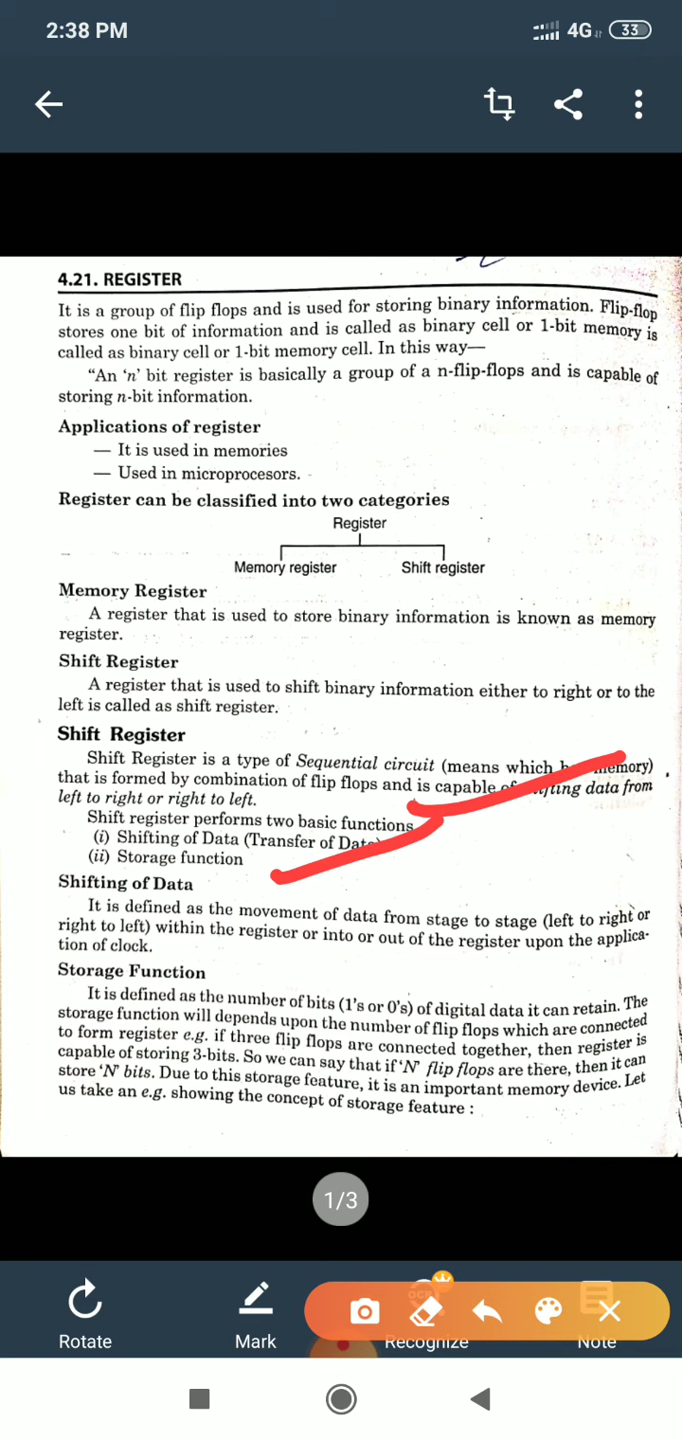 2:38 PM
4G 33
4.21. REGISTER
It is a group of flip flops and is used for storing binary information. Flip-flop
stores one bit of information and is called as binary cell or 1-bit memory is
called as binary cell or 1-bit memory cell. In this way—
“An ‘n’ bit register is basically a group of a n-flip-flops and is capable of
storing n-bit information.
Applications of register
— It is used in memories
— Used in microprocesors.
Register can be classified into two categories
Register
Memory register Shift register
Memory Register
A register that is used to store binary information is known as memory
register.
Shift Register
A register that is used to shift binary information either to right or to the
left is called as shift register.
Shift Register
Shift Register is a type of Sequential circuit (means which memory)
that is formed by combination of flip flops and is capable data from
left to right or right to left.
Shift register performs two basic functions
(i) Shifting of Data (Transfer of Data)
(ii) Storage function
Shifting of Data
It is defined as the movement of data from stage to stage (left to right or
right to left) within the register or into or out of the register upon the applica-
tion of clock.
Storage Function
It is defined as the number of bits (1's or 0's) of digital data it can retain. The
storage function will depends upon the number of flip flops which are connected
to form register e.g. if three flip flops are connected together, then register is
capable of storing 3-bits. So we can say that if ‘N’ flip flops are there, then it can
store ‘N’ bits. Due to this storage feature, it is an important memory device. Let
us take an e.g. showing the concept of storage feature :
1/3
OCR
Rotate Mark Recognize Note